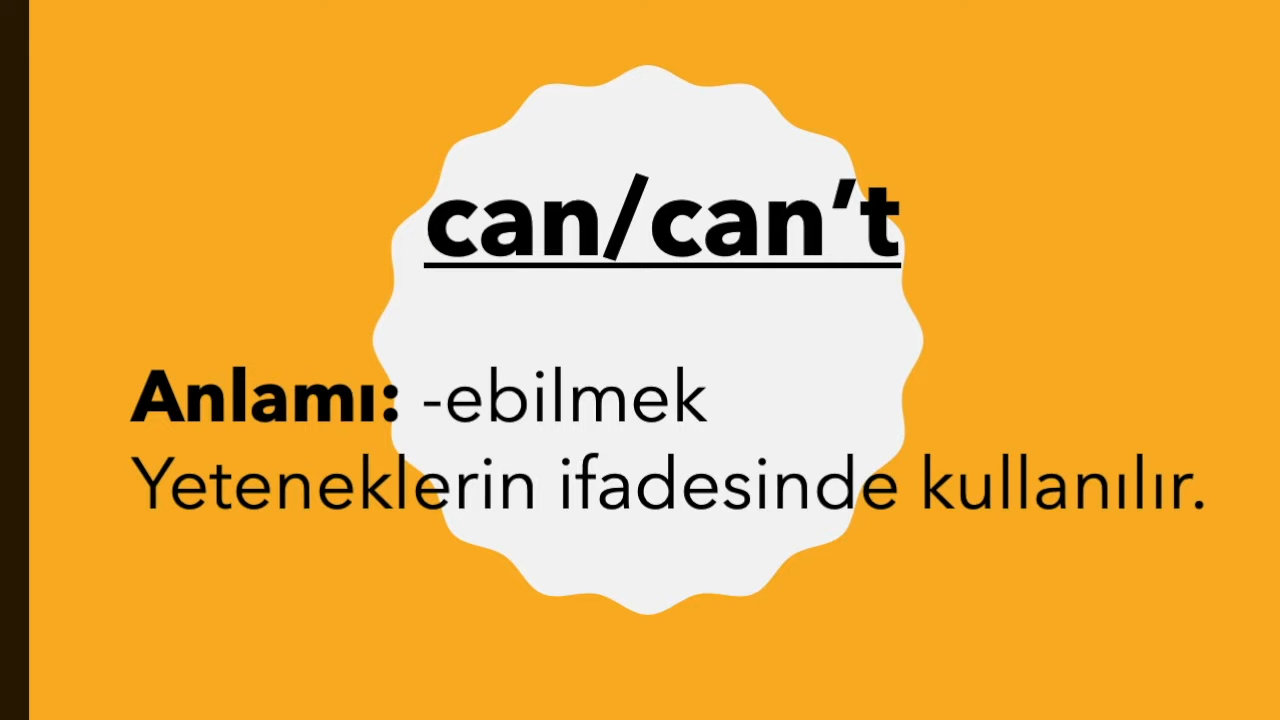 can/can’t
Anlamı: -ebilmek
Yeteneklerin ifadesinde kullanılır.